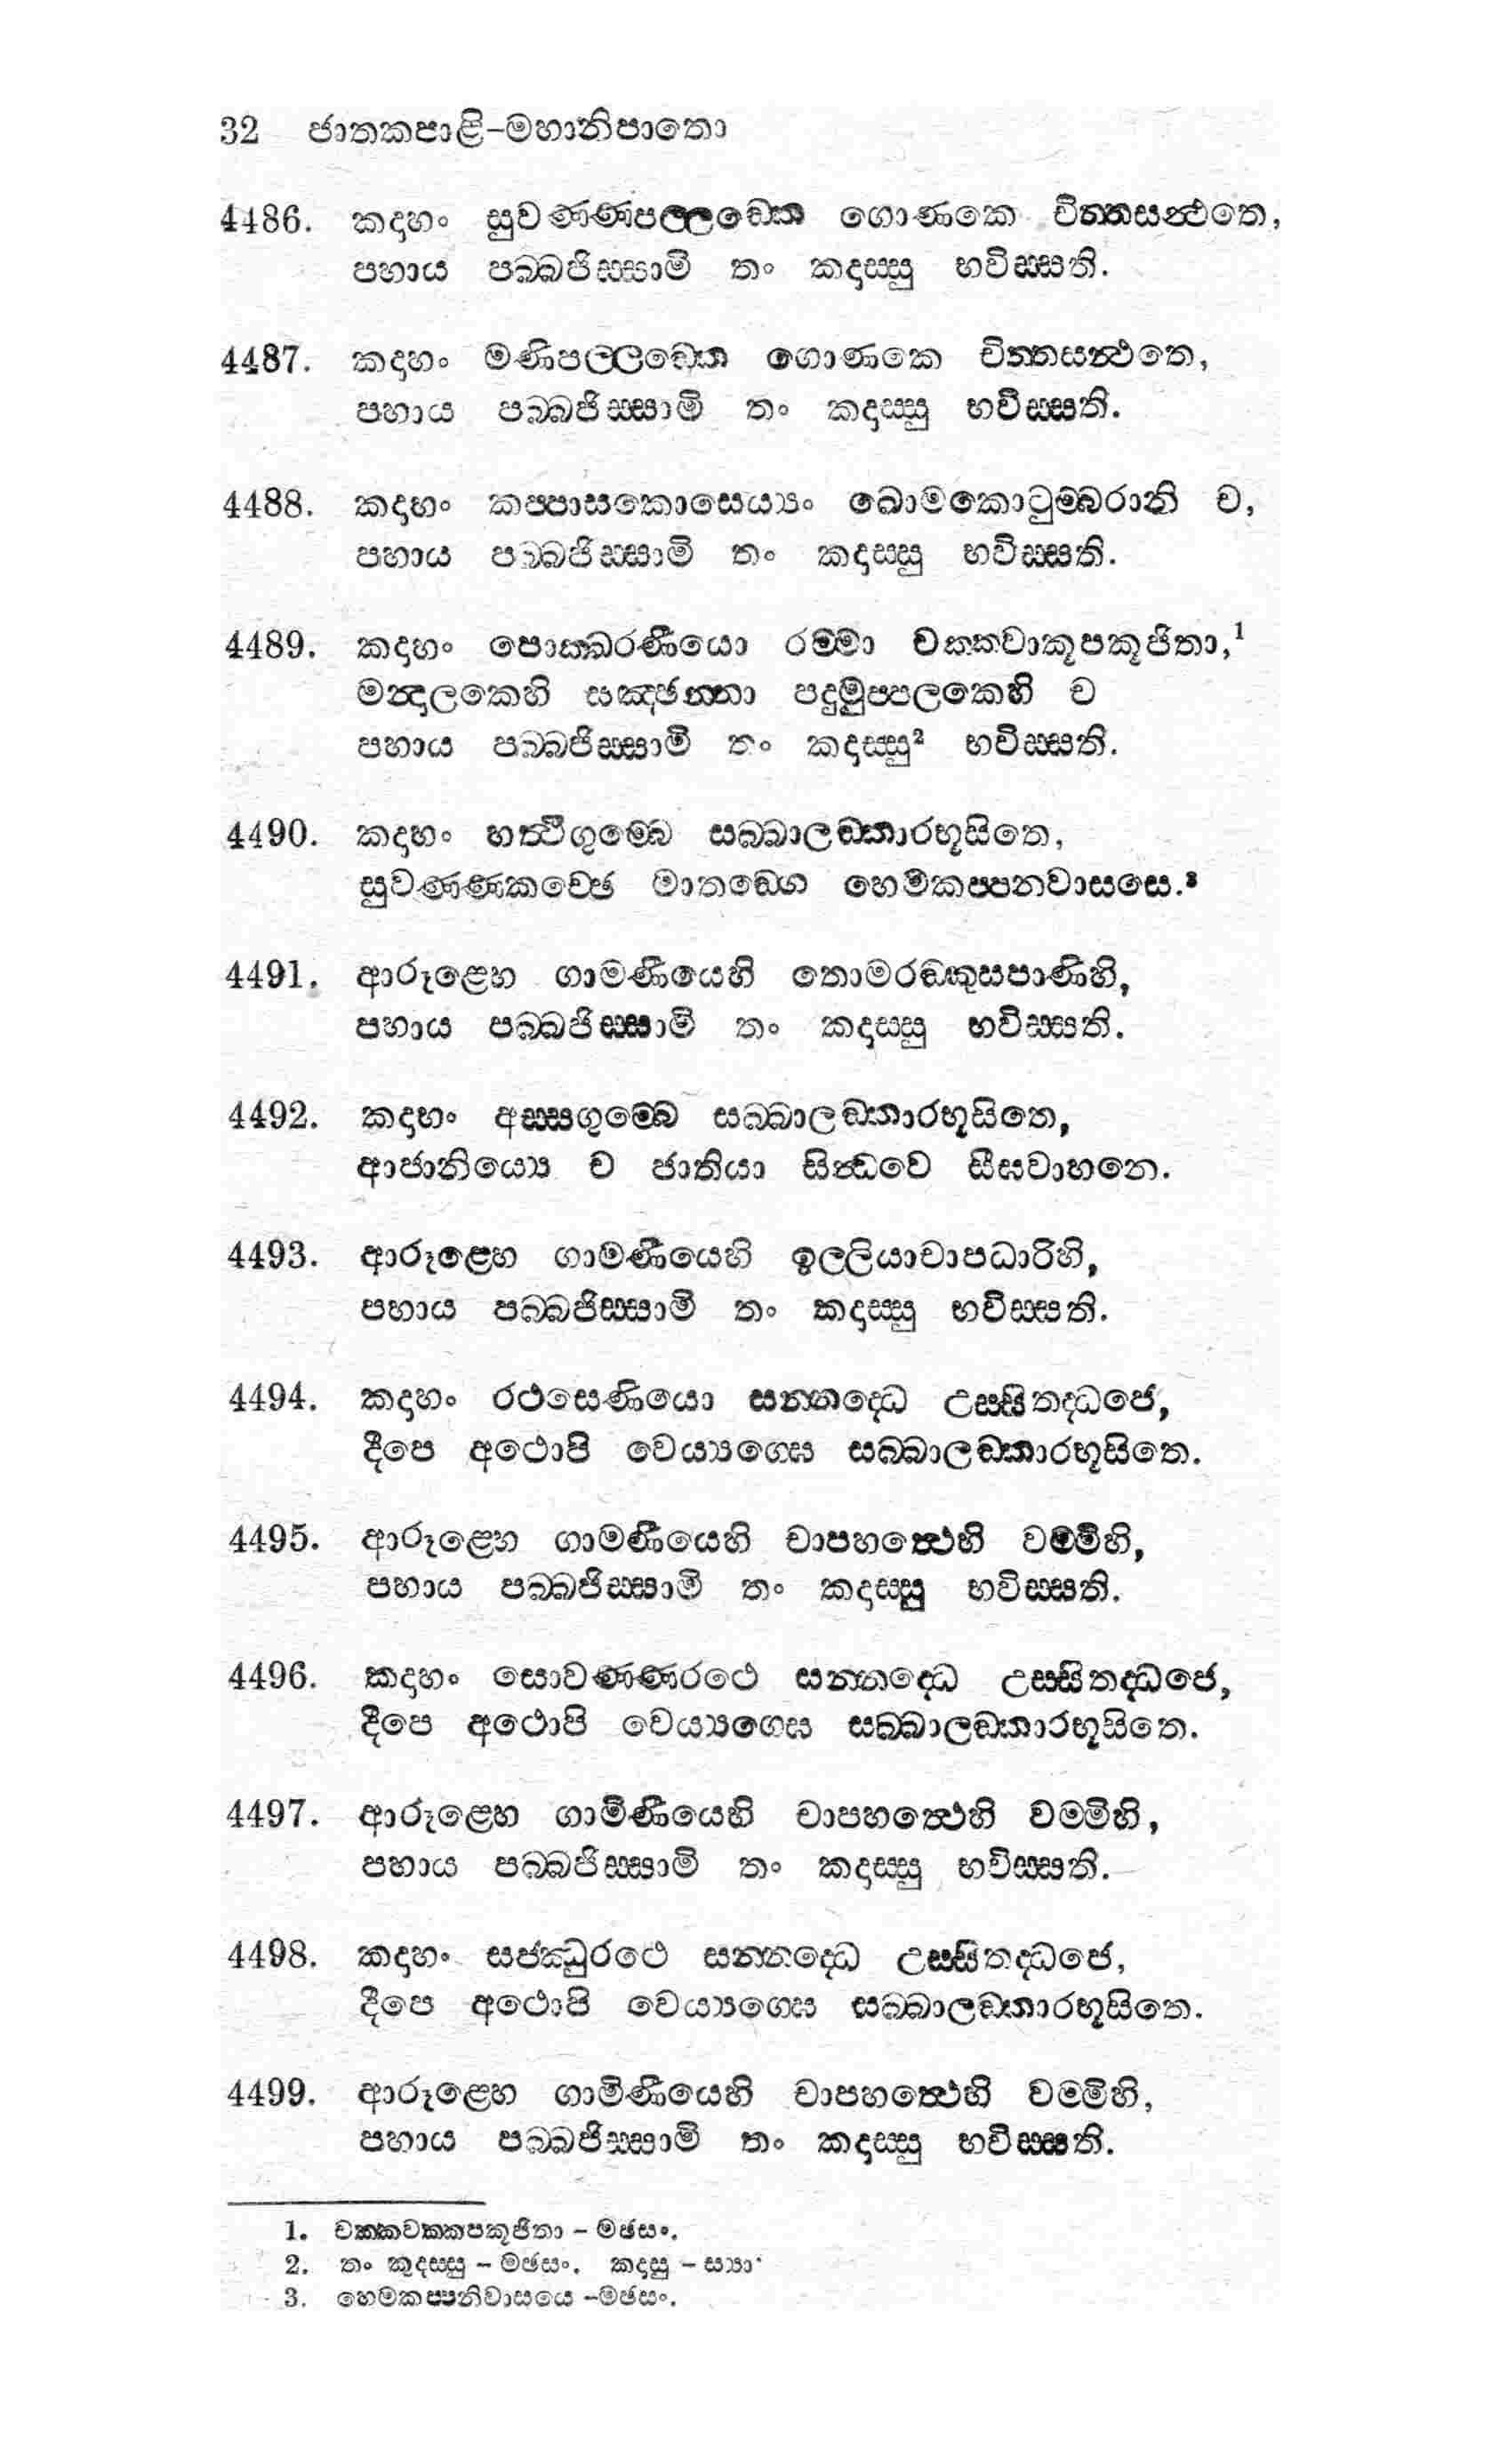 32 ජාතකපාළි-මහානිපාතො
4486. කදාහං සුවණ්ණපල්ලඞ්කෙ ගොණකෙ චිත්තසන්ථතෙ,
පහාය පබ්බජිස්සාමි තං කදාස්සු භවිස්සති.
4487. කදාහං මණිපල්ලඞ්කෙ ගොණකෙ චිත්තසන්ථතෙ,
පහාය පබ්බජිස්සාමි තං කදාස්සු භවිස්සති.
4488. කදාහං කප්පාසකොසෙය්‍යං ඛොමකොටුම්බරානි ච,
පහාය පබ්බජිස්සාමි තං කදාස්සු භවිස්සති.
4489. කදාහං පොක්ඛරණීයො රම්මා චක්කවාකූපකූජිතා,1
මන්දාලකෙහි සඤ්ඡන්නා පදුමුප්පලකෙහි ච
පහාය පබ්බජිස්සාමි තං කදාස්සු2 භවිස්සති.
4490. කදාහං හත්ථිගුම්බෙ සබ්බාලඞ්කාරභූසිතෙ,
සුවණ්ණකච්ඡෙ මාතඞ්ගෙ හෙමකප්පනවාසසෙ.3
4491. ආරූළ්හෙ ගාමණීයෙහි තොමරඞ්කුසපාණිහි,
පහාය පබ්බජිස්සාමි තං කදාස්සු භවිස්සති.
4492. කදාහං අස්සගුම්බෙ සබ්බාලඞ්කාරභූසිතෙ,
ආජානියෙ‍්‍ය ච ජාතියා සින්ධවෙ සීඝවාහනෙ.
4493. ආරූළ්හෙ ගාමණීයෙහි ඉල්ලියාචාපධාරිහි,
පහාය පබ්බජිස්සාමි තං කදාස්සු භවිස්සති.
4494. කදාහං රථසෙණියො සන්නද්ධෙ උස්සිතද්ධජෙ,
දීපෙ අථොපි වෙය්‍යග්ඝෙ සබ්බාලඞ්කාරභූසිතෙ.
4495. ආරූළ්හෙ ගාමණීයෙහි චාපහත්ථෙහි වම්මිහි,
පහාය පබ්බජිස්සාමි තං කදාස්සු භවිස්සති.
4496. කදාහං සොවණ්ණරථෙ සන්නද්ධෙ උස්සිතද්ධජෙ,
දීපෙ අථොපි වෙය්‍යග්ඝෙ සබ්බාලඞ්කාරභූසිතෙ.
4497. ආරූළ්හෙ ගාමිණීයෙහි චාපහත්ථෙහි වම්මිහි,
පහාය පබ්බජිස්සාමි තං කදාස්සු භවිස්සති.
4498. කදාහං සජ්ඣුරථෙ සන්නද්ධෙ උස්සිතද්ධජෙ,
දීපෙ අථොපි වෙය්‍යග්ඝෙ සබ්බාලඞ්කාරභූසිතෙ.
4499. ආරූළ්හෙ ගාමිණීයෙහි චාපහත්ථෙහි වම්මිහි,
පහාය පබ්බජිස්සාමි තං කදාස්සු භවිස්සති.
1. චක්කවක්කපකූජිතා – මඡසං.
2. තං කුදස්සු – මඡසං. කදාසු – ස්‍යා
3. හෙමකප්පනිවාසයෙ –මඡසං.